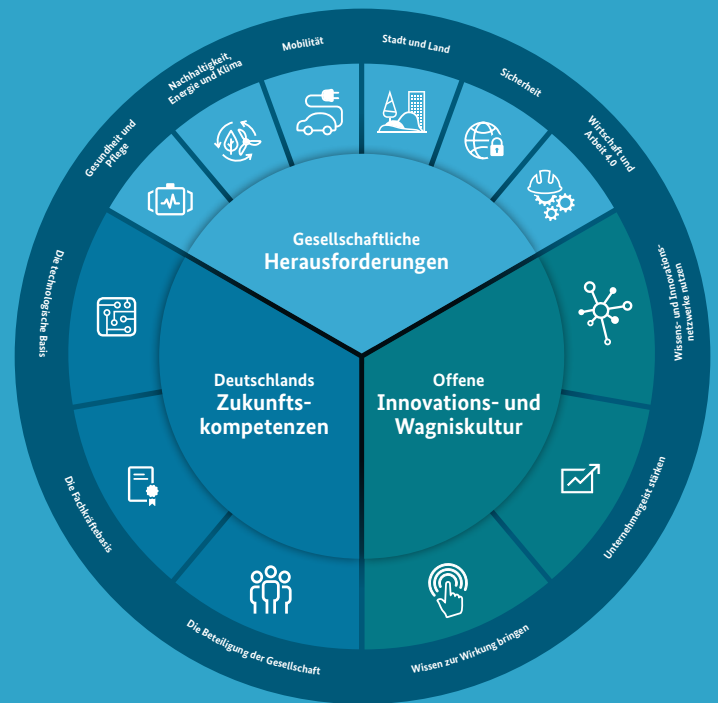 Gesundheit und
Pflege
Nachhaltigkeit,
Energie und Klima
Mobilität
Stadt und Land
Sicherheit
Wirtschaft und
Arbeit 4.0
Gesellschaftliche
Herausforderungen
Die technologische Basis
Die Fachkräftebasis
Die Beteiligung der Gesellschaft
Deutschlands
Zukunfts-
kompetenzen
Offene
Innovations- und
Wagniskultur
Wissens- und Innovations-
netzwerke nutzen
Unternehmergeist stärken
Wissen zur Wirkung bringen